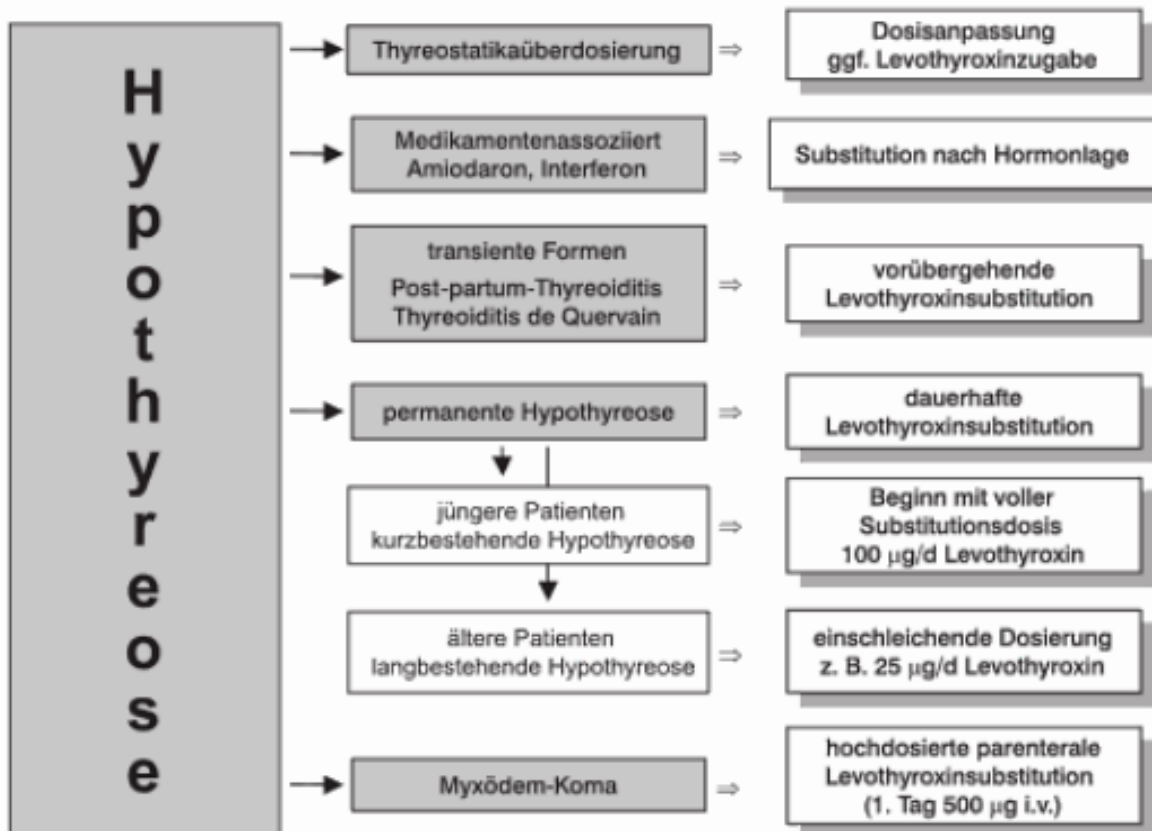 Hypothyreose
Thyreostatikaüberdosierung
⇒
Dosisanpassung
ggf. Levothyroxinzugabe
Medikamentenassoziiert
Amiodaron, Interferon
⇒
Substitution nach Hormonlage
transiente Formen
Post-partum-Thyreoiditis
Thyreoiditis de Quervain
⇒
vorübergehende
Levothyroxinsubstitution
permanente Hypothyreose
⇒
dauerhafte
Levothyroxinsubstitution
jüngere Patienten
kurzbestehende Hypothyreose
⇒
Beginn mit voller
Substitutionsdosis
100 µg/d Levothyroxin
ältere Patienten
langbestehende Hypothyreose
⇒
einschleichende Dosierung
z. B. 25 µg/d Levothyroxin
Myxödem-Koma
⇒
hochdosierte parenterale
Levothyroxinsubstitution
(1. Tag 500 µg i.v.)